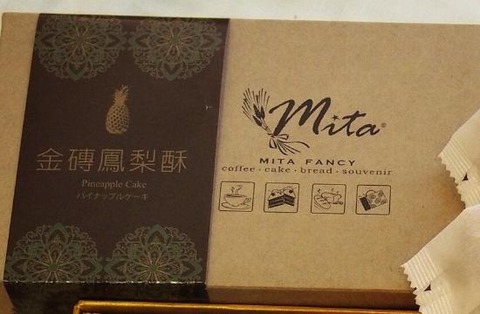 金磚鳳梨酥
Pineapple Cake
パイナップルケーキ
mita®
MITA FANCY
coffee · cake · bread · souvenir